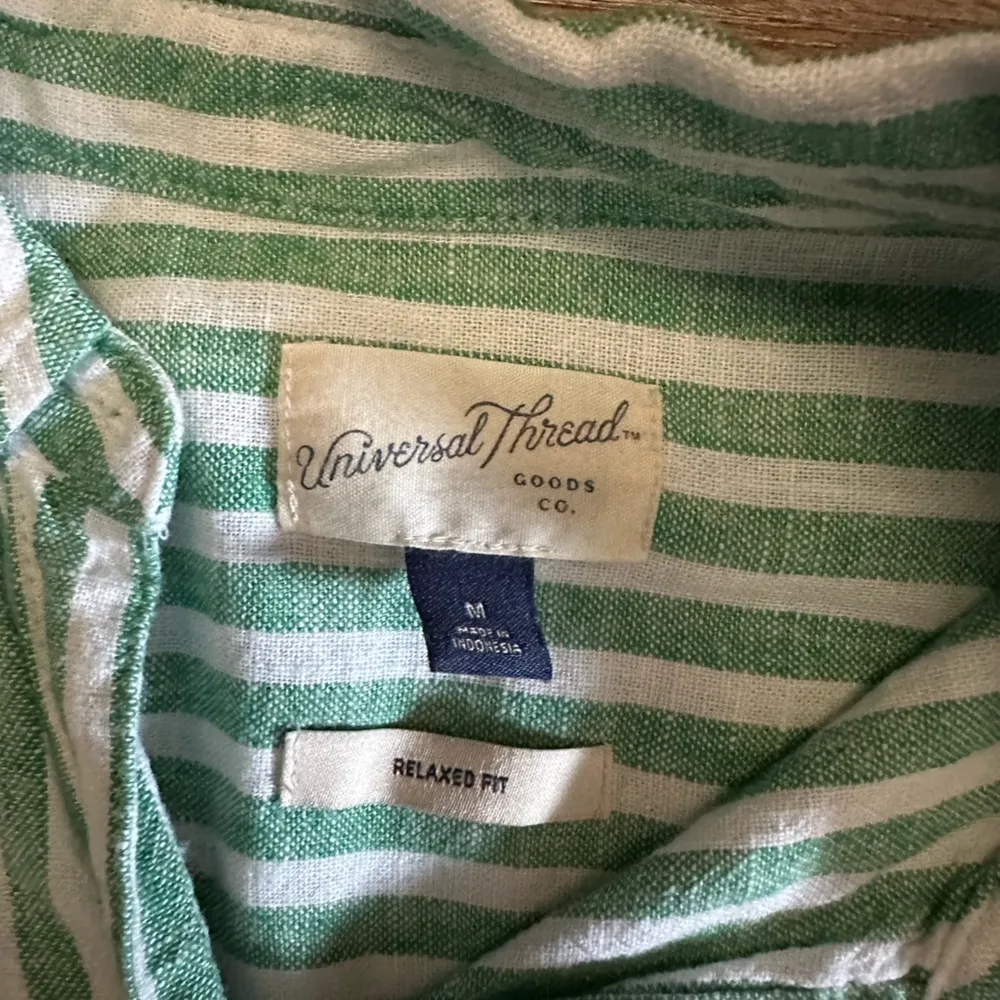 Universal Thread™
GOODS
CO.
M
MADE IN
INDONESIA
RELAXED FIT